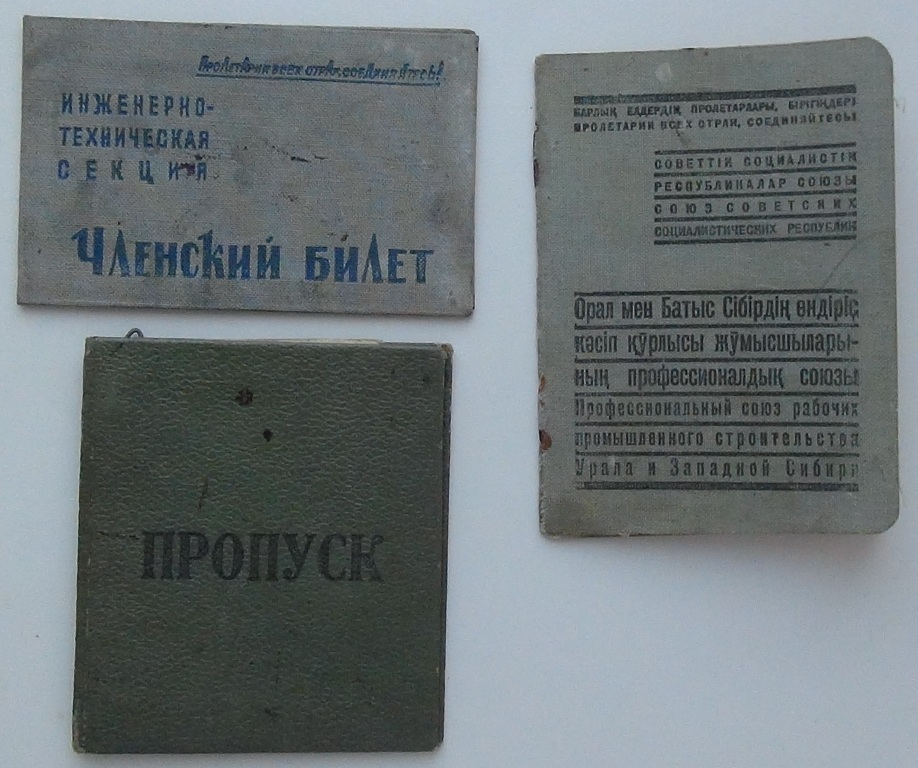 Пролетарии всех стран, соединяйтесь!
ИНЖЕНЕРНО-
ТЕХНИЧЕСКАЯ
СЕКЦИЯ
ЧЛЕНСКИЙ БИЛЕТ
БАРЛЫҚ ЕЛДЕРДІҢ ПРОЛЕТАРЛАРЫ, БІРІГІҢДЕР!
ПРОЛЕТАРИИ ВСЕХ СТРАН, СОЕДИНЯЙТЕСЬ
СОВЕТТІҢ СОЦИАЛИСТІК
РЕСПУБЛИКАЛАР СОЮЗЫ
СОЮЗ СОВЕТСКИХ
СОЦИАЛИСТИЧЕСКИХ РЕСПУБЛИК
Орал мен Батыс Сібірдің өндіріс
кәсіп құрлысы жұмысшылары-
ның профессионалдық союзы
Профессиональный союз рабочих
промышленного строительства
Урала и Западной Сибири
ПРОПУСК